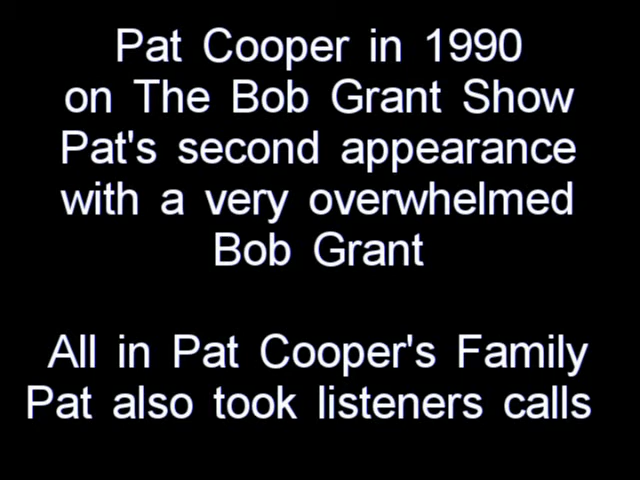 Pat Cooper in 1990
on The Bob Grant Show
Pat's second appearance
with a very overwhelmed
Bob Grant
All in Pat Cooper's Family
Pat also took listeners calls